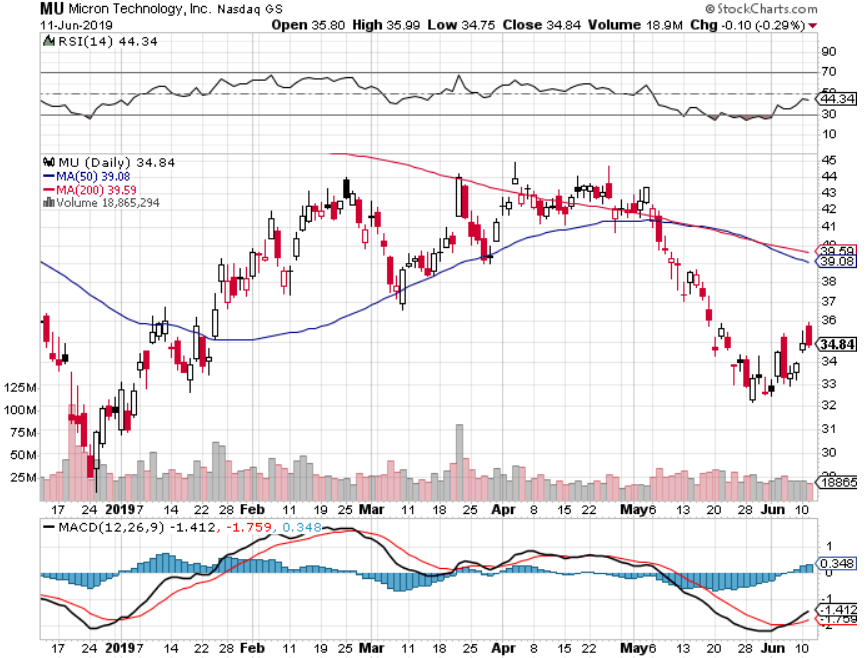 MU Micron Technology, Inc. Nasdaq GS © StockCharts.com
11-Jun-2019 Open 35.80 High 35.99 Low 34.75 Close 34.84 Volume 18.9M Chg -0.10 (-0.29%)
RSI(14) 44.34
90
70
50
44.34
30
10
MU (Daily) 34.84
MA(50) 39.08
MA(200) 39.59
Volume 18,865,294
45
44
43
42
41
40
39.59
39.08
38
37
36
34.84
34
33
32
31
30
29
18865
125M
100M
75M
50M
25M
17 24 2019 7 14 22 28 Feb 11 19 25 Mar 11 18 25 Apr 8 15 22 May 6 13 20 28 Jun 10
MACD(12,26,9) -1.412, -1.759, 0.348
1
0.348
0
-1
-1.412
-1.759
-2
17 24 2019 7 14 22 28 Feb 11 19 25 Mar 11 18 25 Apr 8 15 22 May 6 13 20 28 Jun 10